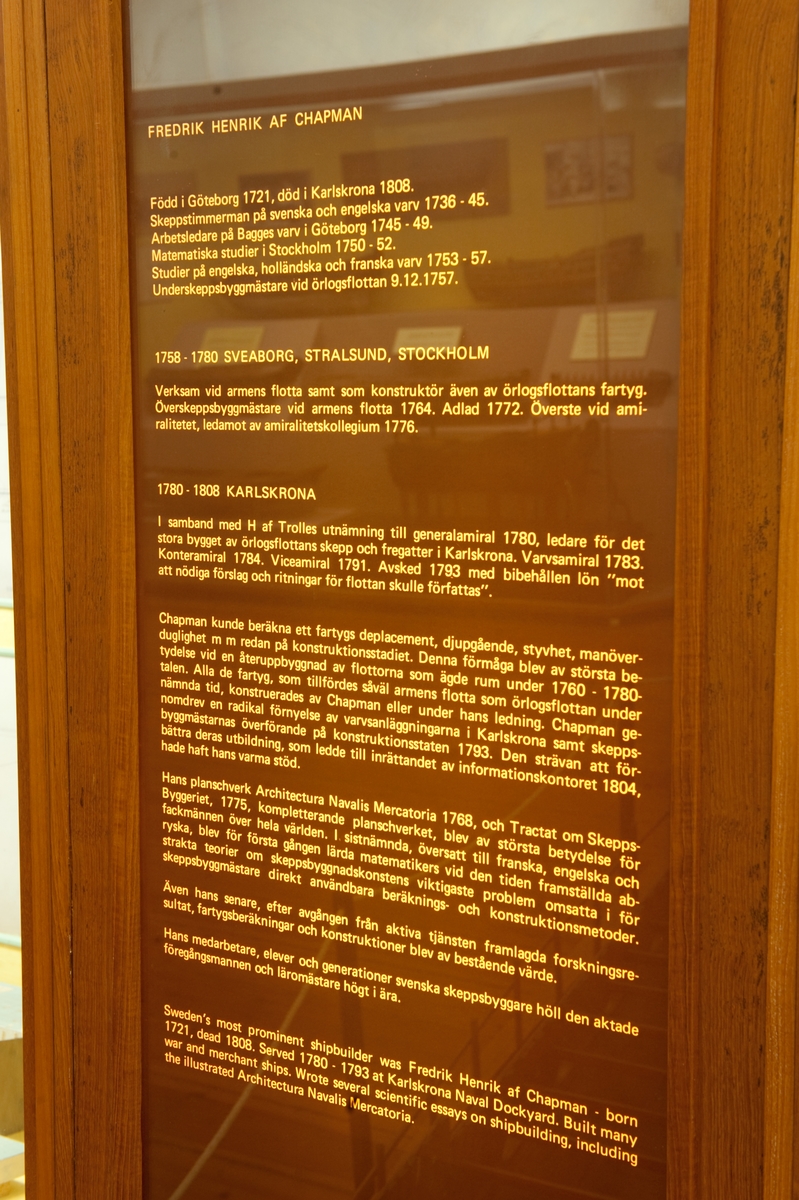 FREDRIK HENRIK AF CHAPMAN
Född i Göteborg 1721, död i Karlskrona 1808.
Skeppstimmerman på svenska och engelska varv 1736 - 45.
Arbetsledare på Bagges varv i Göteborg 1745 - 49.
Matematiska studier i Stockholm 1750 - 52.
Studier på engelska, holländska och franska varv 1753 - 57.
Underskeppsbyggmästare vid örlogsflottan 9.12.1757.
1758 - 1780 SVEABORG, STRALSUND, STOCKHOLM
Verksam vid armens flotta samt som konstruktör även av örlogsflottans fartyg.
Överskeppsbyggmästare vid armens flotta 1764. Adlad 1772. Överste vid ami-
ralitetet, ledamot av amiralitetskollegium 1776.
1780 - 1808 KARLSKRONA
I samband med H af Trolles utnämning till generalamiral 1780, ledare för det
stora bygget av örlogsflottans skepp och fregatter i Karlskrona. Varvsamiral 1783.
Konteramiral 1784. Viceamiral 1791. Avsked 1793 med bibehållen lön "mot
att nödiga förslag och ritningar för flottan skulle författas".
Chapman kunde beräkna ett fartygs deplacement, djupgående, styvhet, manöver-
duglighet m m redan på konstruktionsstadiet. Denna förmåga blev av största be-
tydelse vid en återuppbyggnad av flottorna som ägde rum under 1760 - 1780-
talen. Alla de fartyg, som tillfördes såväl armens flotta som örlogsflottan under
nämnda tid, konstruerades av Chapman eller under hans ledning. Chapman ge-
nomdrev en radikal förnyelse av varvsanläggningarna i Karlskrona samt skepps-
byggmästarnas överförande på konstruktionsstaten 1793. Den strävan att för-
bättra deras utbildning, som ledde till inrättandet av informationskontoret 1804,
hade haft hans varma stöd.
Hans planschverk Architectura Navalis Mercatoria 1768, och Tractat om Skepps-
Byggeriet, 1775, kompletterande planschverket, blev av största betydelse för
fackmännen över hela världen. I sistnämnda, översatt till franska, engelska och
ryska, blev för första gången lärda matematikers vid den tiden framställda ab-
strakta teorier om skeppsbyggnadskonstens viktigaste problem omsatta i för
skeppsbyggmästare direkt användbara beräknings- och konstruktionsmetoder.
Även hans senare, efter avgången från aktiva tjänsten framlagda forskningsre-
sultat, fartygsberäkningar och konstruktioner blev av bestående värde.
Hans medarbetare, elever och generationer svenska skeppsbyggare höll den aktade
föregångsmannen och läromästare högt i ära.
Sweden's most prominent shipbuilder was Fredrik Henrik af Chapman - born
1721, dead 1808. Served 1780 - 1793 at Karlskrona Naval Dockyard. Built many
war and merchant ships. Wrote several scientific essays on shipbuilding, including
the illustrated Architectura Navalis Mercatoria.